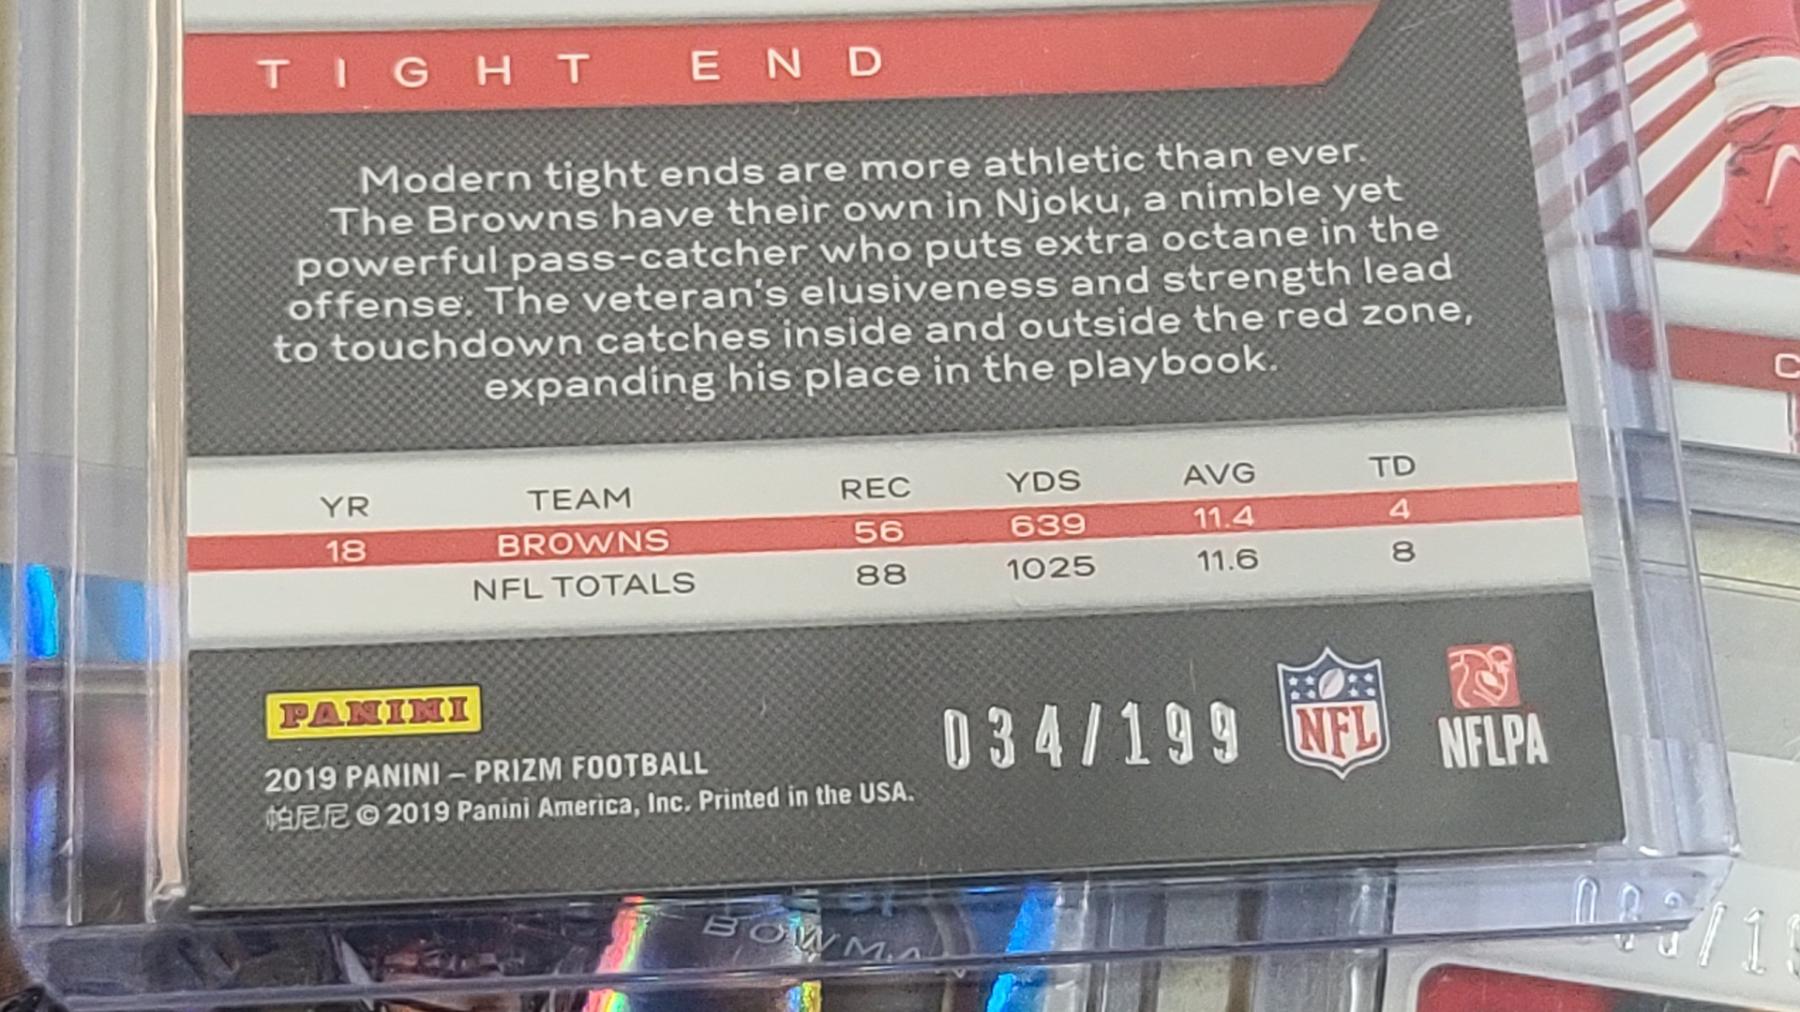 TIGHT END
Modern tight ends are more athletic than ever.
The Browns have their own in Njoku, a nimble yet
powerful pass-catcher who puts extra octane in the
offense. The veteran's elusiveness and strength lead
to touchdown catches inside and outside the red zone,
expanding his place in the playbook.
YR TEAM REC YDS AVG TD
18 BROWNS 56 639 11.4 4
NFL TOTALS 88 1025 11.6 8
PANINI
034/199
NFL
NFLPA
2019 PANINI – PRIZM FOOTBALL
帕尼尼 © 2019 Panini America, Inc. Printed in the USA.